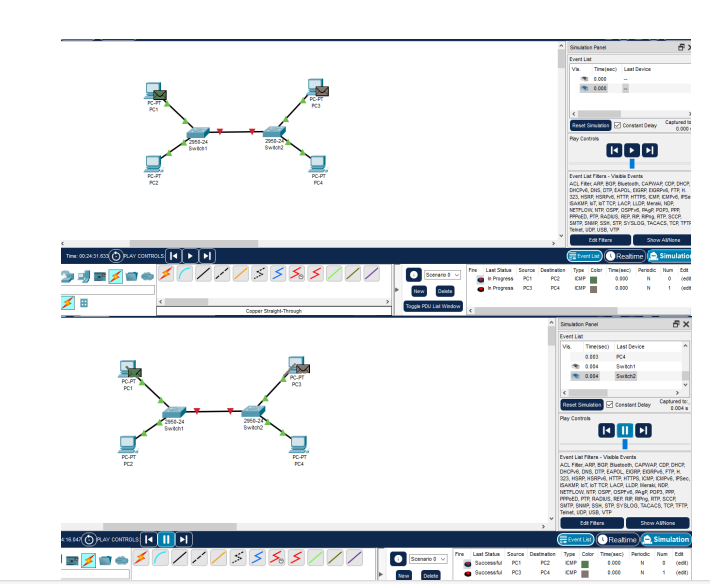 Simulation Panel
Event List
Vis. Time(sec) Last Device
0.000 --
0.000 --
Reset Simulation Constant Delay Captured to
0.000
Play Controls
Event List Filters - Visible Events
ACL Filter, ARP, BGP, Bluetooth, CAPWAP, CDP, DHCP,
DHCPv6, DNS, DTP, EAPOL, EIGRP, EIGRPv6, FTP, H.
323, HSRP, HSRPv6, HTTP, HTTPS, ICMP, ICMPv6, IPSec
ISAKMP, IoT, IoT TCP, LACP, LLDP, Meraki, NDP,
NETFLOW, NTP, OSPF, OSPFv6, PAgP, POP3, PPP,
PPPoED, PTP, RADIUS, REP, RIP, RIPng, RTP, SCCP,
SMTP, SNMP, SSH, STP, SYSLOG, TACACS, TCP, TFTP
Telnet, UDP, USB, VTP
Edit Filters Show All/None
PC-PT
PC1
PC-PT
PC3
2950-24
Switch1
2950-24
Switch2
PC-PT
PC2
PC-PT
PC4
Time: 00:24:31.633 PLAY CONTROLS: Event List Realtime Simulation
Scenario 0
New Delete
Toggle PDU List Window
Fire Last Status Source Destination Type Color Time(sec) Periodic Num Edit
In Progress PC1 PC2 ICMP 0.000 N 0 (edit
In Progress PC3 PC4 ICMP 0.000 N 1 (edit
Copper Straight-Through
Simulation Panel
Event List
Vis. Time(sec) Last Device
0.003 PC4
0.004 Switch1
0.004 Switch2
Reset Simulation Constant Delay Captured to:
0.004 s
Play Controls
Event List Filters - Visible Events
ACL Filter, ARP, BGP, Bluetooth, CAPWAP, CDP, DHCP,
DHCPv6, DNS, DTP, EAPOL, EIGRP, EIGRPv6, FTP, H.
323, HSRP, HSRPv6, HTTP, HTTPS, ICMP, ICMPv6, IPSec,
ISAKMP, IoT, IoT TCP, LACP, LLDP, Meraki, NDP,
NETFLOW, NTP, OSPF, OSPFv6, PAgP, POP3, PPP,
PPPoED, PTP, RADIUS, REP, RIP, RIPng, RTP, SCCP,
SMTP, SNMP, SSH, STP, SYSLOG, TACACS, TCP, TFTP,
Telnet, UDP, USB, VTP
Edit Filters Show All/None
PC-PT
PC1
PC-PT
PC3
2950-24
Switch1
2950-24
Switch2
PC-PT
PC2
PC-PT
PC4
4:16.047 PLAY CONTROLS: Event List Realtime Simulation
Scenario 0
New Delete
Fire Last Status Source Destination Type Color Time(sec) Periodic Num Edit
Successful PC1 PC2 ICMP 0.000 N 0 (edit)
Successful PC3 PC4 ICMP 0.000 N 1 (edit)